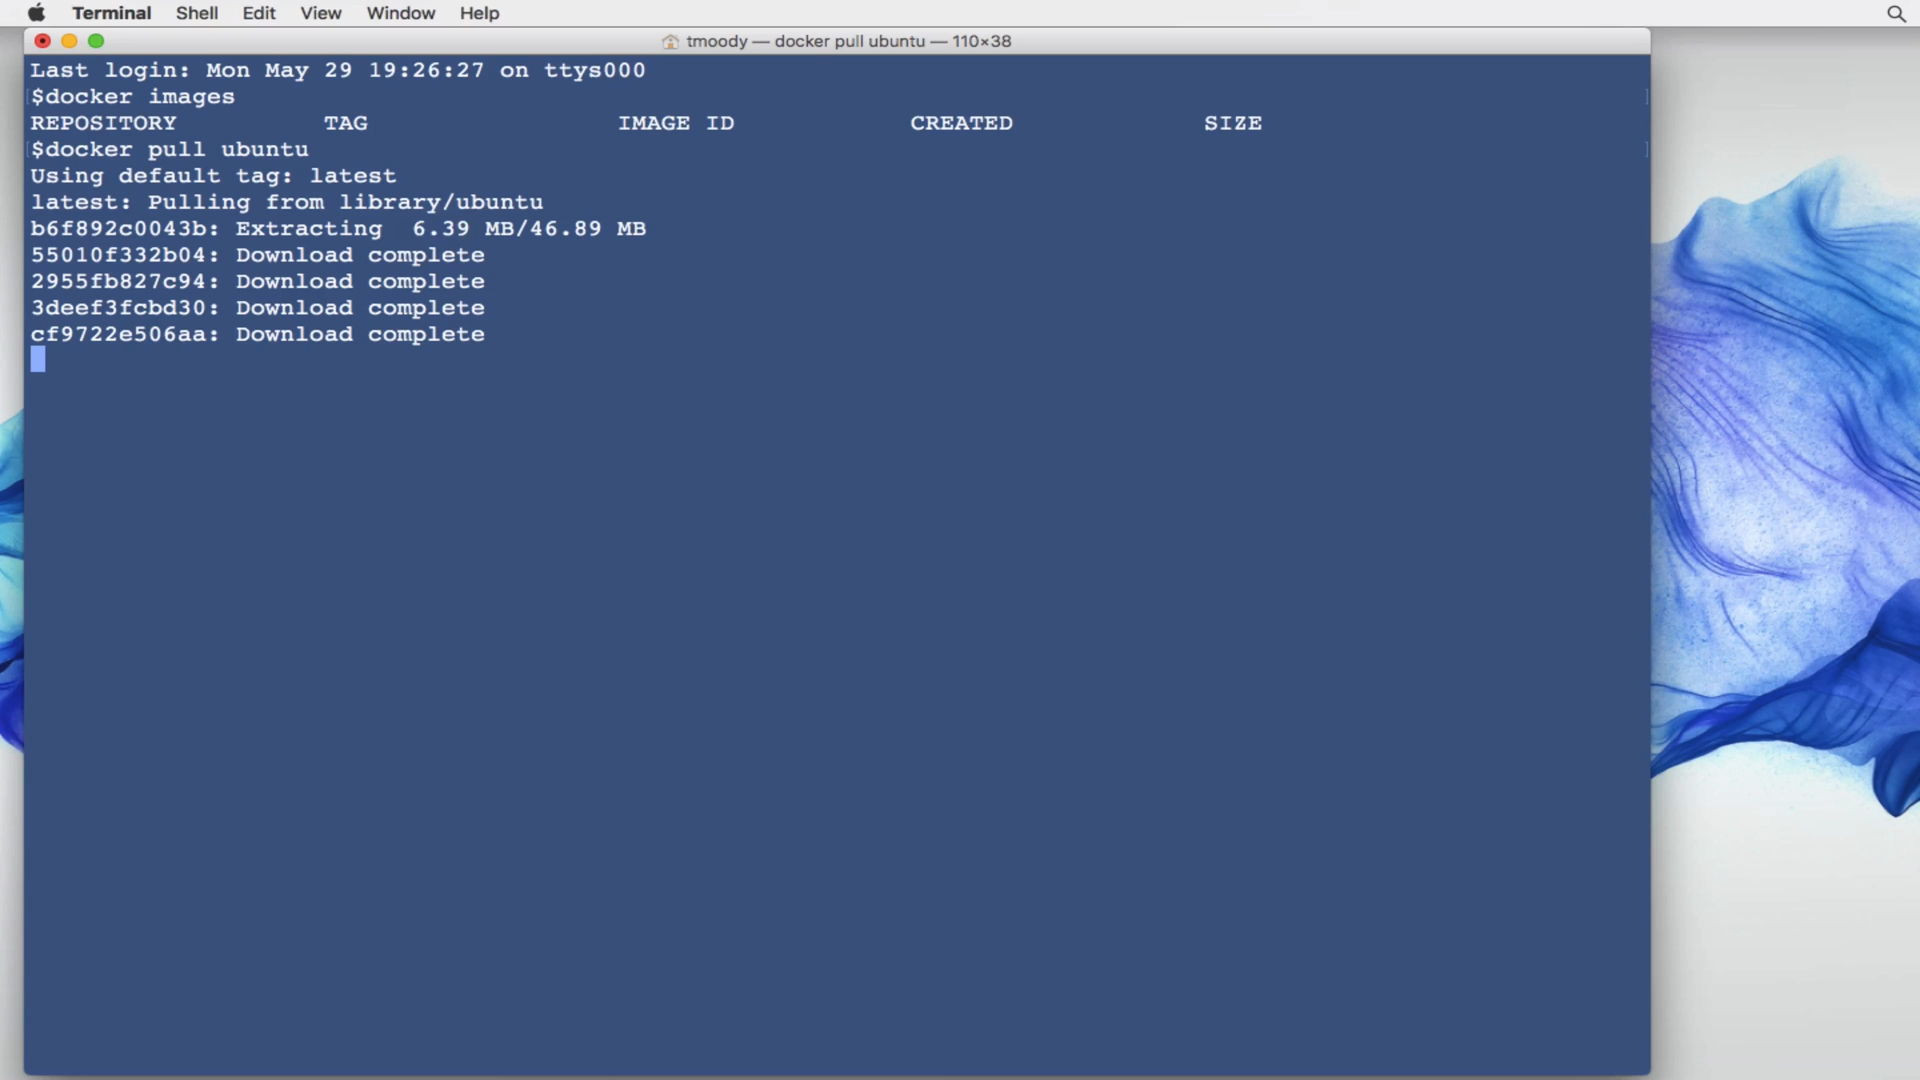 Terminal Shell Edit View Window Help
tmoody — docker pull ubuntu — 110×38
Last login: Mon May 29 19:26:27 on ttys000
$docker images
REPOSITORY TAG IMAGE ID CREATED SIZE
$docker pull ubuntu
Using default tag: latest
latest: Pulling from library/ubuntu
b6f892c0043b: Extracting 6.39 MB/46.89 MB
55010f332b04: Download complete
2955fb827c94: Download complete
3deef3fcbd30: Download complete
cf9722e506aa: Download complete